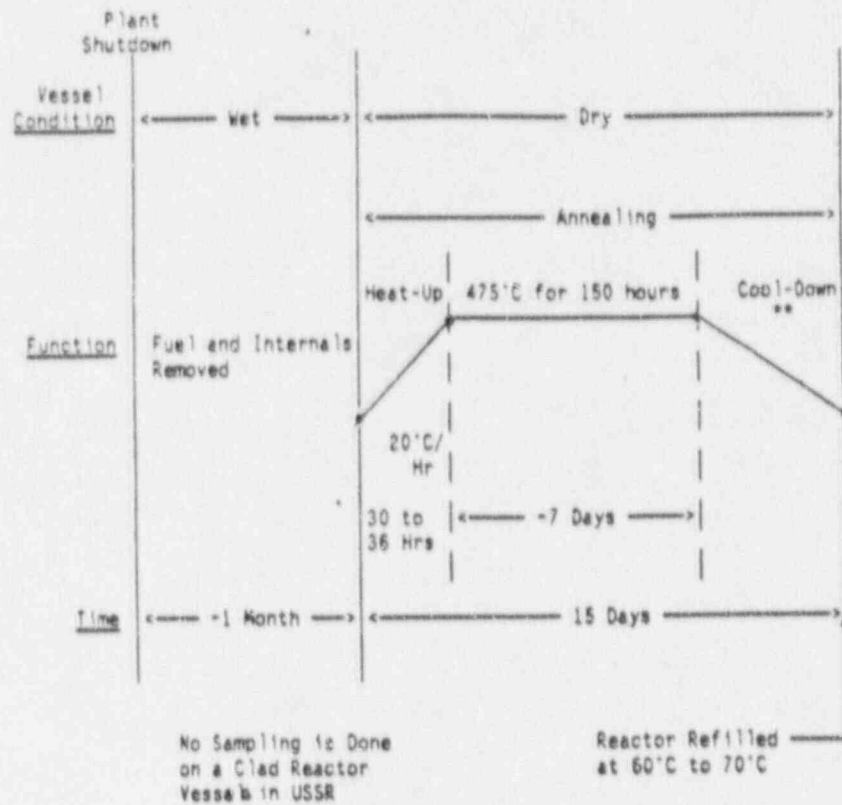 Plant
Shutdown
Vessel
Condition
Wet
Dry
Annealing
Heat-Up
475°C for 150 hours
Cool-Down
**
Function
Fuel and Internals
Removed
20°C/
Hr
30 to
36 Hrs
~7 Days
Time
~1 Month
15 Days
No Sampling is Done
on a Clad Reactor
Vessels in USSR
Reactor Refilled
at 60°C to 70°C